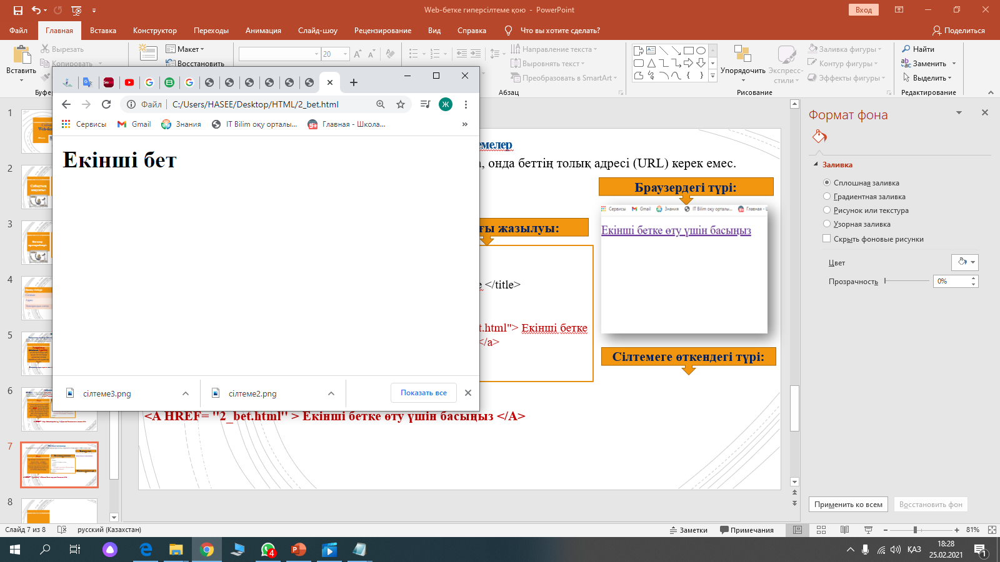 Web-бетке гиперсілтеме қою - PowerPoint
Вход
Файл
Главная
Вставка
Конструктор
Переходы
Анимация
Слайд-шоу
Рецензирование
Вид
Справка
Что вы хотите сделать?
Поделиться
Вставить
Вырезать
Копировать
Макет
Восстановить
20
Направление текста
Выровнять текст
Преобразовать в SmartArt
Абзац
Упорядочить
Экспресс-
стили
Заливка фигуры
Контур фигуры
Эффекты фигуры
Рисование
Найти
Заменить
Выделить
Редактирование
Файл
C:/Users/HASEE/Desktop/HTML/2_bet.html
Ж
Сервисы
Gmail
Знания
IT Bilim оқу орталы...
Главная - Школа...
»
Екінші бет
сілтеме3.png
сілтеме2.png
Показать все
1
2
3
4
5
6
7
8
емелер
, онда беттің толық адресі (URL) керек емес.
Браузердегі түрі:
ғы жазылуы:
Сервисы
Gmail
Знания
IT Bilim оқу орталы...
Екінші бетке өту үшін басыңыз
e </title>
t.html"> Екінші бетке
</a>
Сілтемеге өткендегі түрі:
<A HREF= "2_bet.html" > Екінші бетке өту үшін басыңыз </A>
Формат фона
Заливка
Сплошная заливка
Градиентная заливка
Рисунок или текстура
Узорная заливка
Скрыть фоновые рисунки
Цвет
Прозрачность
0%
Применить ко всем
Восстановить фон
Слайд 7 из 8
русский (Казахстан)
Заметки
Примечания
81%
4
ҚАЗ
18:28
25.02.2021
1